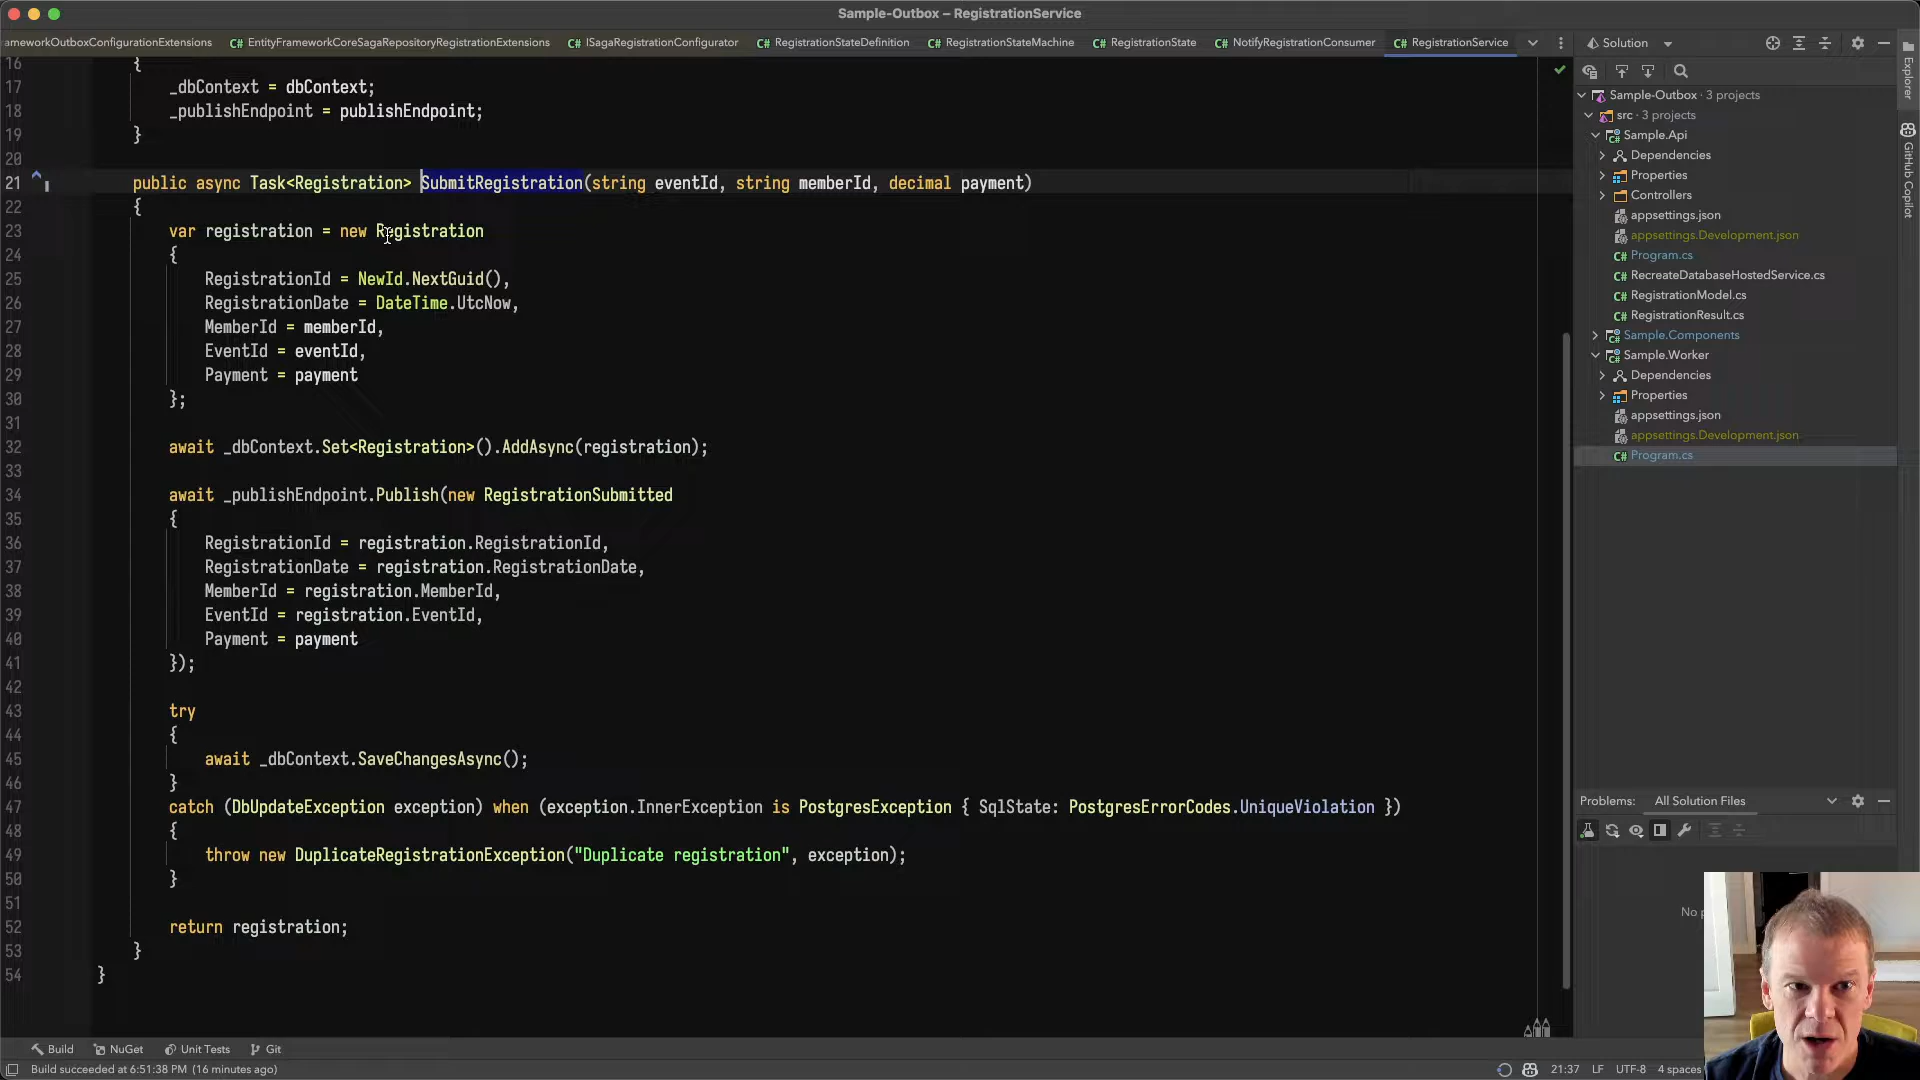 Sample-Outbox – RegistrationService
ameworkOutboxConfigurationExtensions
C# EntityFrameworkCoreSagaRepositoryRegistrationExtensions
C# ISagaRegistrationConfigurator
C# RegistrationStateDefinition
C# RegistrationStateMachine
C# RegistrationState
C# NotifyRegistrationConsumer
C# RegistrationService
Solution
16 {
17 _dbContext = dbContext;
18 _publishEndpoint = publishEndpoint;
19 }
20
21 public async Task<Registration> SubmitRegistration(string eventId, string memberId, decimal payment)
22 {
23 var registration = new Registration
24 {
25 RegistrationId = NewId.NextGuid(),
26 RegistrationDate = DateTime.UtcNow,
27 MemberId = memberId,
28 EventId = eventId,
29 Payment = payment
30 };
31
32 await _dbContext.Set<Registration>().AddAsync(registration);
33
34 await _publishEndpoint.Publish(new RegistrationSubmitted
35 {
36 RegistrationId = registration.RegistrationId,
37 RegistrationDate = registration.RegistrationDate,
38 MemberId = registration.MemberId,
39 EventId = registration.EventId,
40 Payment = payment
41 });
42
43 try
44 {
45 await _dbContext.SaveChangesAsync();
46 }
47 catch (DbUpdateException exception) when (exception.InnerException is PostgresException { SqlState: PostgresErrorCodes.UniqueViolation })
48 {
49 throw new DuplicateRegistrationException("Duplicate registration", exception);
50 }
51
52 return registration;
53 }
54 }
Sample-Outbox · 3 projects
src · 3 projects
Sample.Api
Dependencies
Properties
Controllers
appsettings.json
appsettings.Development.json
C# Program.cs
C# RecreateDatabaseHostedService.cs
C# RegistrationModel.cs
C# RegistrationResult.cs
Sample.Components
Sample.Worker
Dependencies
Properties
appsettings.json
appsettings.Development.json
C# Program.cs
Explorer
GitHub Copilot
Problems: All Solution Files
No
Build
NuGet
Unit Tests
Git
Build succeeded at 6:51:38 PM (16 minutes ago)
21:37 LF UTF-8 4 spaces